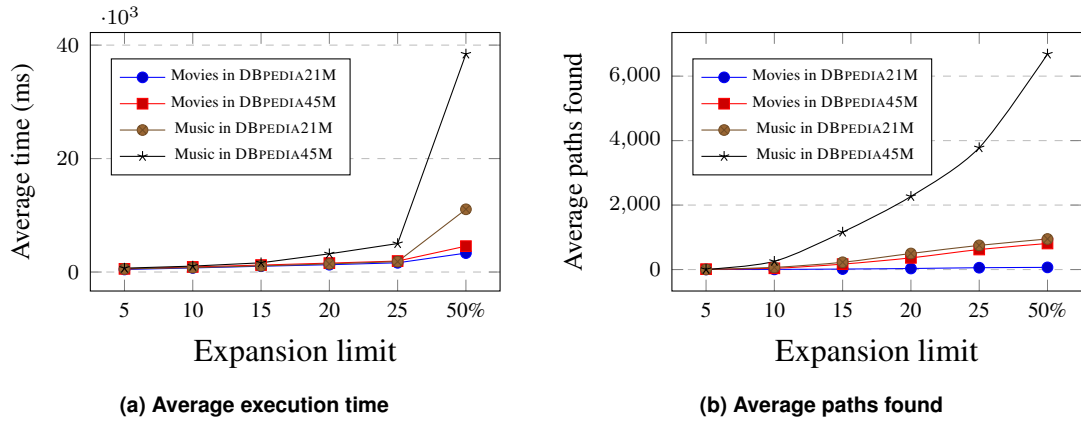 ·10³
40
20
0
Average time (ms)
Movies in DBPEDIA21M
Movies in DBPEDIA45M
Music in DBPEDIA21M
Music in DBPEDIA45M
5 10 15 20 25 50%
Expansion limit
(a) Average execution time
6,000
4,000
2,000
0
Average paths found
Movies in DBPEDIA21M
Movies in DBPEDIA45M
Music in DBPEDIA21M
Music in DBPEDIA45M
5 10 15 20 25 50%
Expansion limit
(b) Average paths found